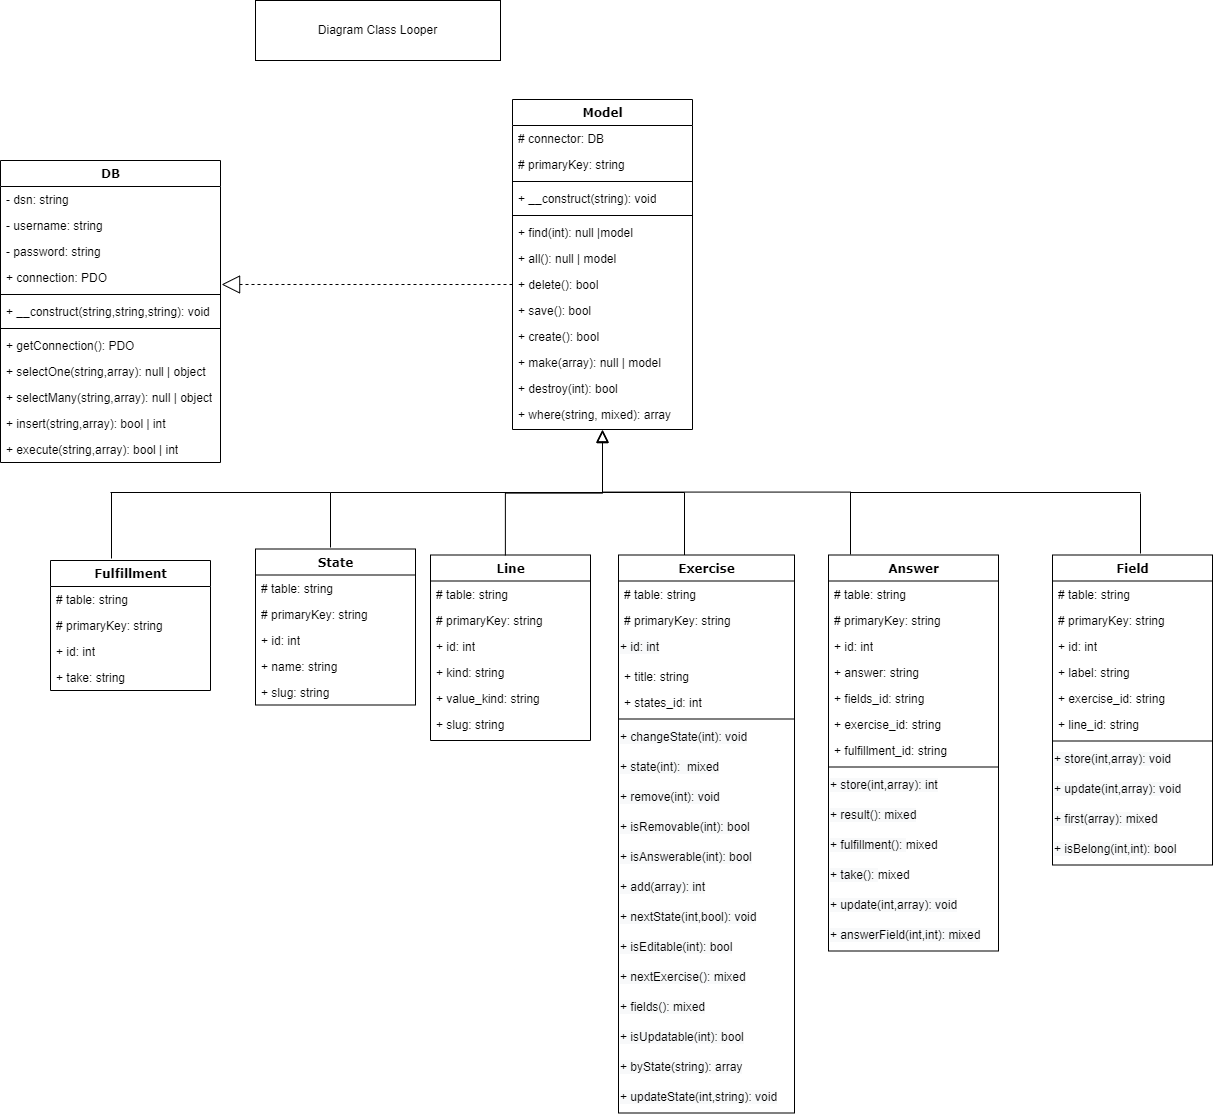 Diagram Class Looper
Model
# connector: DB
# primaryKey: string
+ __construct(string): void
+ find(int): null |model
+ all(): null | model
+ delete(): bool
+ save(): bool
+ create(): bool
+ make(array): null | model
+ destroy(int): bool
+ where(string, mixed): array
DB
- dsn: string
- username: string
- password: string
+ connection: PDO
+ __construct(string,string,string): void
+ getConnection(): PDO
+ selectOne(string,array): null | object
+ selectMany(string,array): null | object
+ insert(string,array): bool | int
+ execute(string,array): bool | int
Fulfillment
# table: string
# primaryKey: string
+ id: int
+ take: string
State
# table: string
# primaryKey: string
+ id: int
+ name: string
+ slug: string
Line
# table: string
# primaryKey: string
+ id: int
+ kind: string
+ value_kind: string
+ slug: string
Exercise
# table: string
# primaryKey: string
+ id: int
+ title: string
+ states_id: int
+ changeState(int): void
+ state(int): mixed
+ remove(int): void
+ isRemovable(int): bool
+ isAnswerable(int): bool
+ add(array): int
+ nextState(int,bool): void
+ isEditable(int): bool
+ nextExercise(): mixed
+ fields(): mixed
+ isUpdatable(int): bool
+ byState(string): array
+ updateState(int,string): void
Answer
# table: string
# primaryKey: string
+ id: int
+ answer: string
+ fields_id: string
+ exercise_id: string
+ fulfillment_id: string
+ store(int,array): int
+ result(): mixed
+ fulfillment(): mixed
+ take(): mixed
+ update(int,array): void
+ answerField(int,int): mixed
Field
# table: string
# primaryKey: string
+ id: int
+ label: string
+ exercise_id: string
+ line_id: string
+ store(int,array): void
+ update(int,array): void
+ first(array): mixed
+ isBelong(int,int): bool